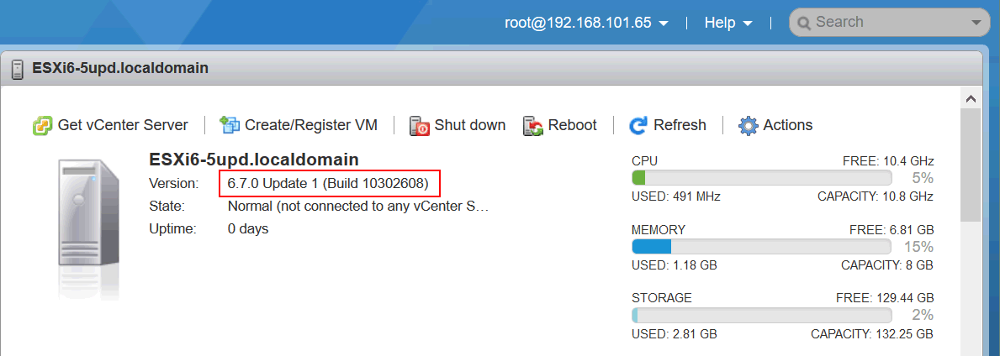 root@192.168.101.65 | Help | Search
ESXi6-5upd.localdomain
Get vCenter Server | Create/Register VM | Shut down Reboot | Refresh | Actions
ESXi6-5upd.localdomain
Version: 6.7.0 Update 1 (Build 10302608)
State: Normal (not connected to any vCenter S...
Uptime: 0 days
CPU FREE: 10.4 GHz
5%
USED: 491 MHz CAPACITY: 10.8 GHz
MEMORY FREE: 6.81 GB
15%
USED: 1.18 GB CAPACITY: 8 GB
STORAGE FREE: 129.44 GB
2%
USED: 2.81 GB CAPACITY: 132.25 GB